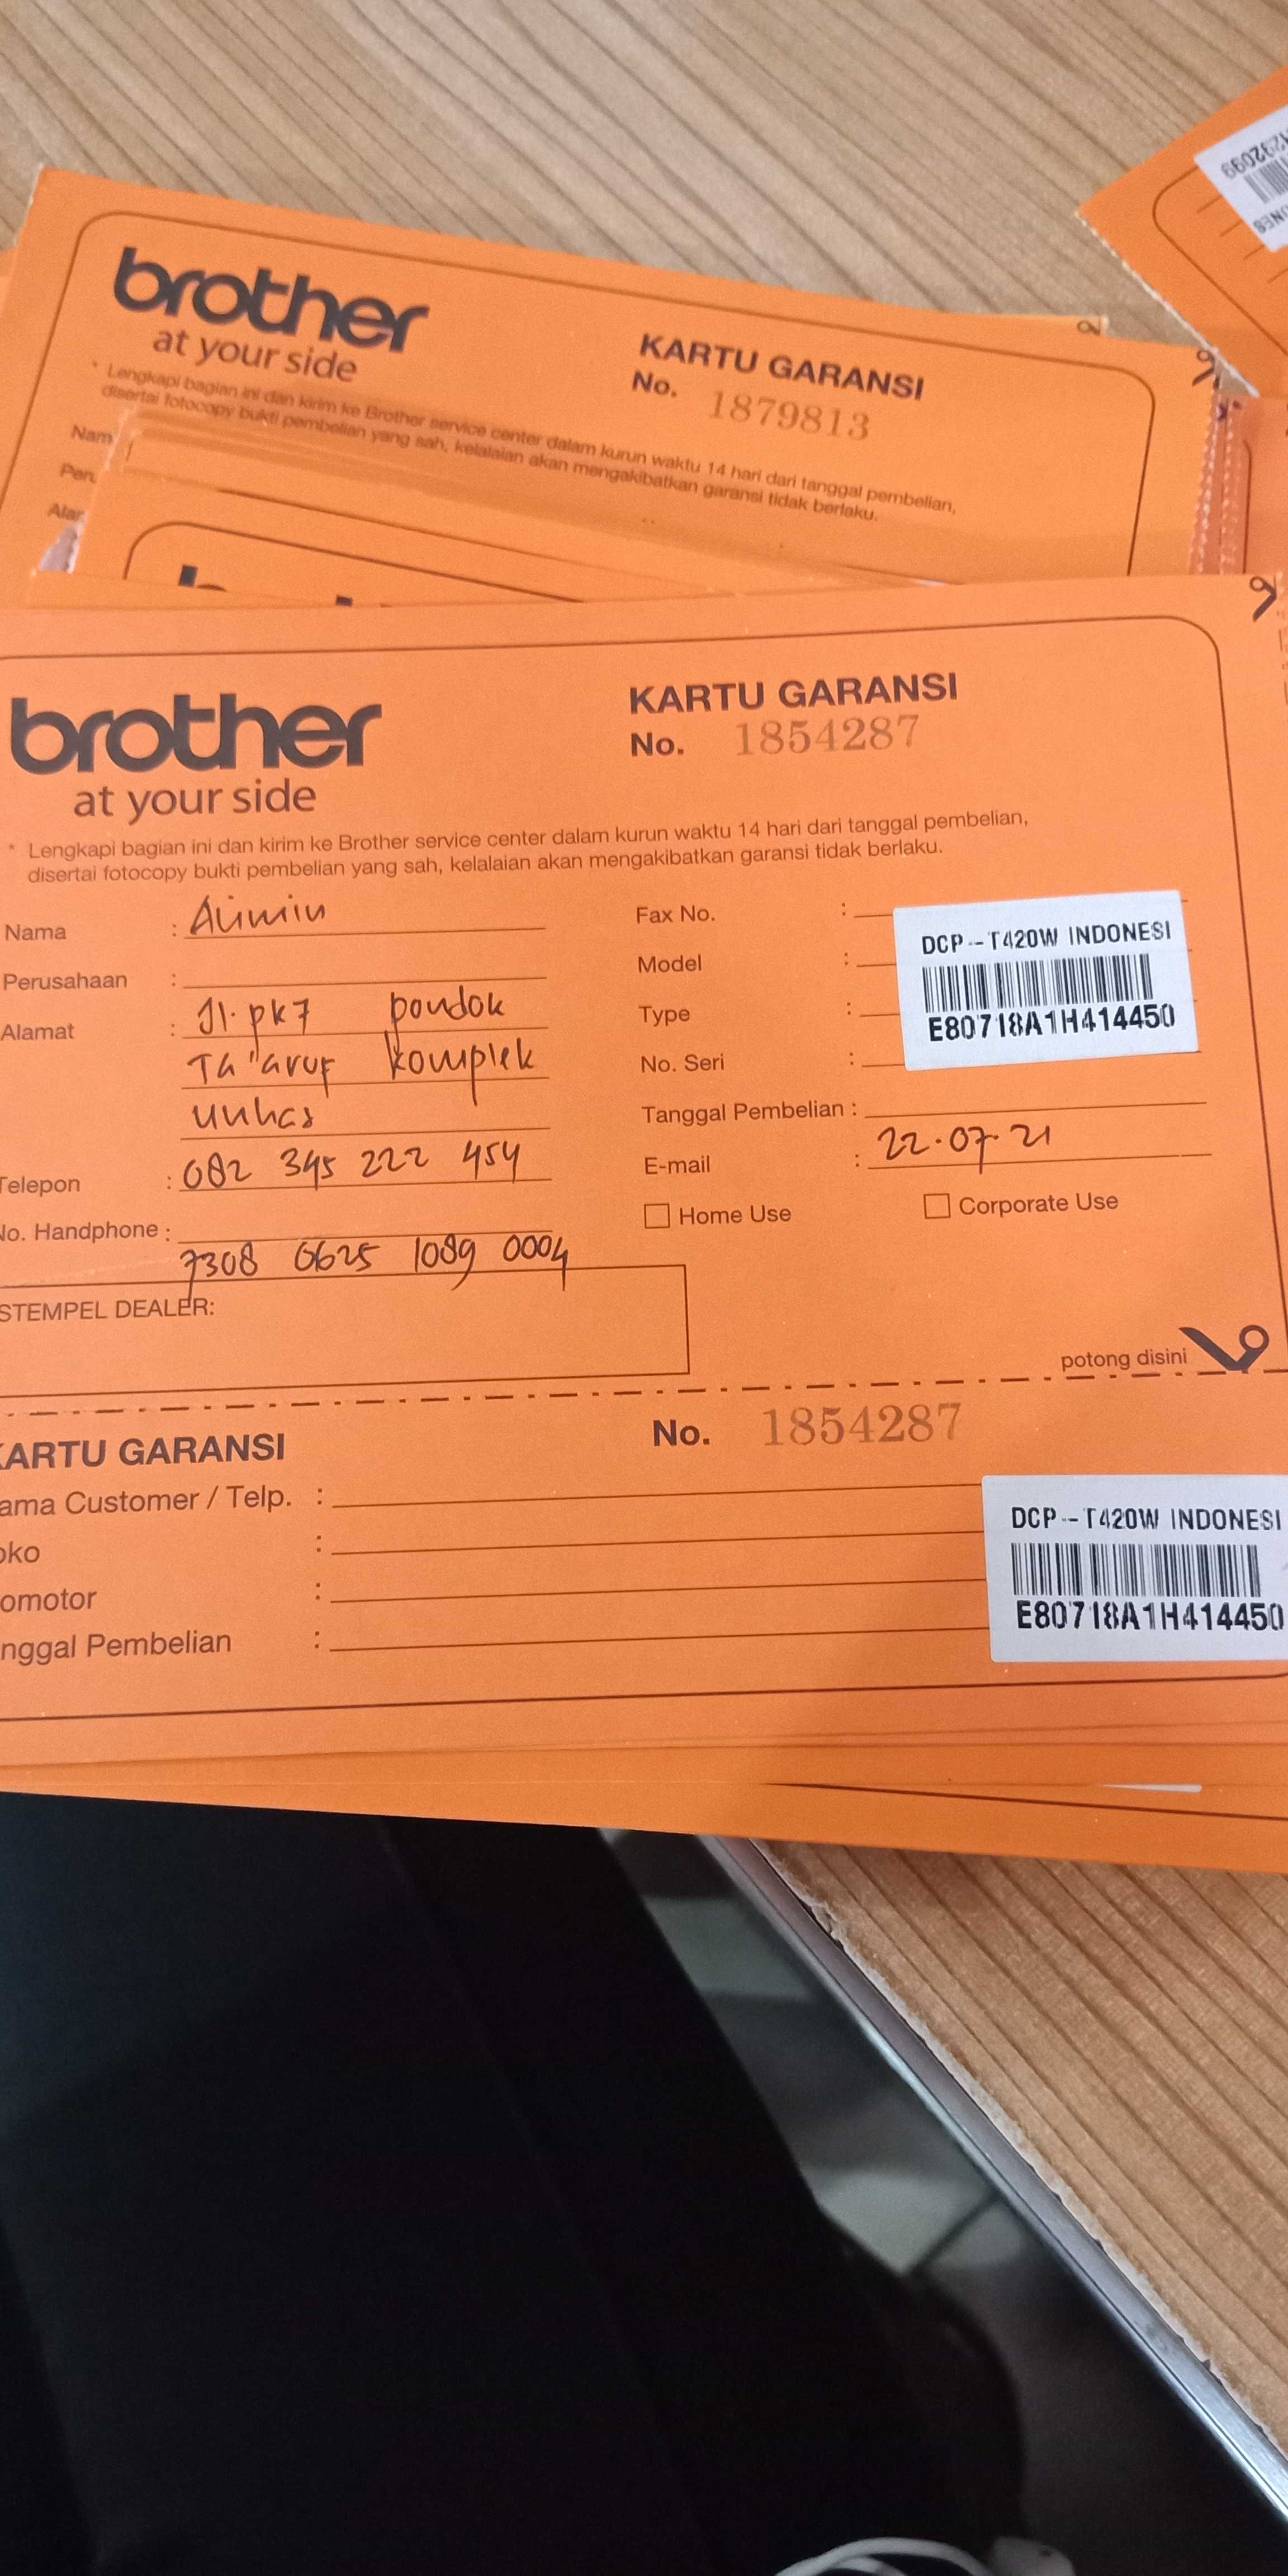 4232099
brother
at your side
KARTU GARANSI
No. 1879813
* Lengkapi bagian ini dan kirim ke Brother service center dalam kurun waktu 14 hari dari tanggal pembelian,
disertai fotocopy bukti pembelian yang sah, kelalaian akan mengakibatkan garansi tidak berlaku.
Nam
Pen
Alar
brother
at your side
KARTU GARANSI
No. 1854287
* Lengkapi bagian ini dan kirim ke Brother service center dalam kurun waktu 14 hari dari tanggal pembelian,
disertai fotocopy bukti pembelian yang sah, kelalaian akan mengakibatkan garansi tidak berlaku.
Nama :
Perusahaan :
Alamat : Jl. pk7 pondok
Ta"aruf komplek
unhas
Telepon : 082 345 222 454
No. Handphone :
7308 0625 1089 0004
STEMPEL DEALER:
Fax No. :
Model :
Type :
No. Seri :
DCP-T420W INDONESI
E80718A1H414450
Tanggal Pembelian :
22.07.21
E-mail :
Home Use
Corporate Use
potong disini
KARTU GARANSI
No. 1854287
ama Customer / Telp. :
oko :
omotor :
nggal Pembelian :
DCP-T420W INDONESI
E80718A1H414450